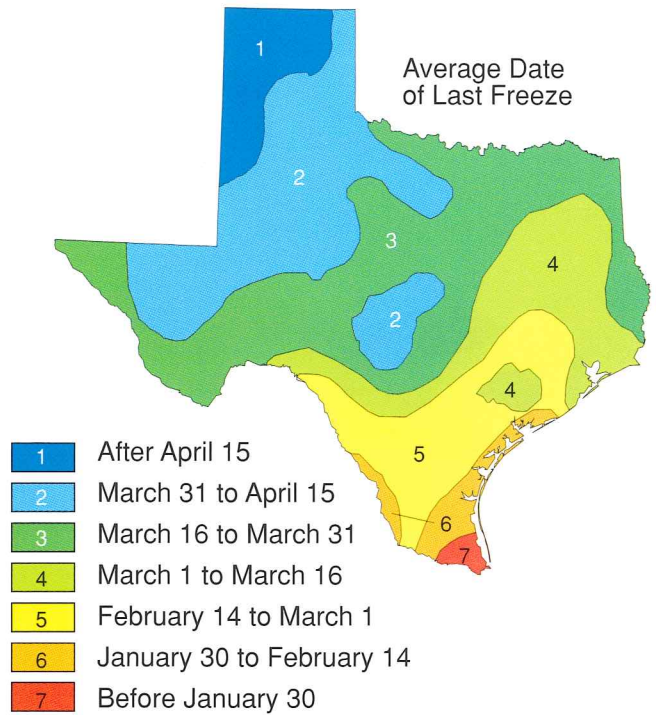 Average Date
of Last Freeze
1
2
3
4
2
4
5
6
7
1 After April 15
2 March 31 to April 15
3 March 16 to March 31
4 March 1 to March 16
5 February 14 to March 1
6 January 30 to February 14
7 Before January 30